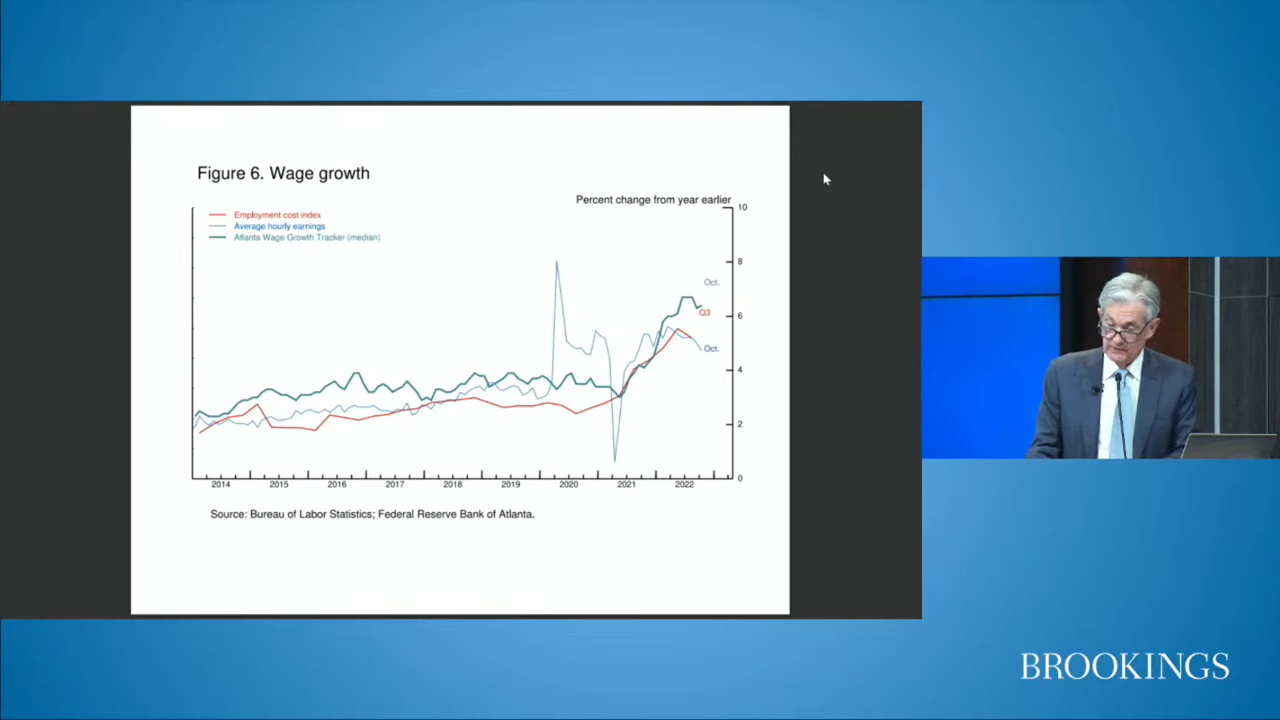 Figure 6. Wage growth
Percent change from year earlier
Employment cost index
Average hourly earnings
Atlanta Wage Growth Tracker (median)
10
8
6
4
2
0
Oct.
Q3
Oct.
2014 2015 2016 2017 2018 2019 2020 2021 2022
Source: Bureau of Labor Statistics; Federal Reserve Bank of Atlanta.
BROOKINGS